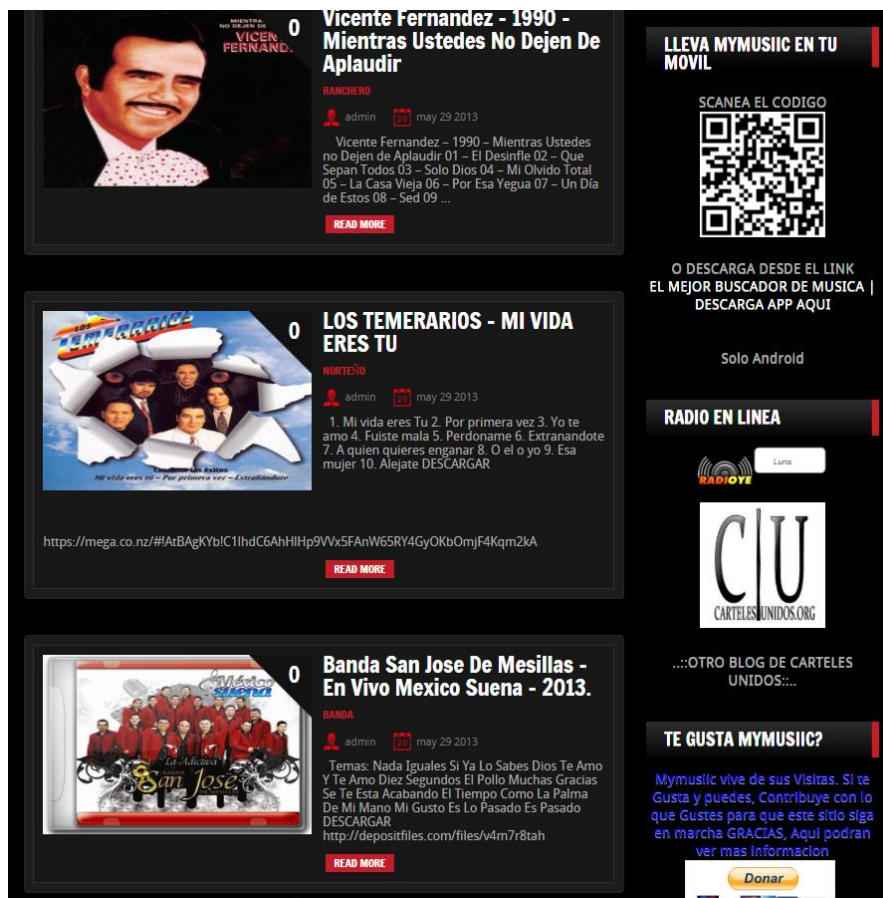 MIENTRAS
NO DEJEN DE
VICEN
FERNAND
0
Vicente Fernandez - 1990 -
Mientras Ustedes No Dejen De
Aplaudir
RANCHERO
admin may 29 2013
Vicente Fernandez – 1990 – Mientras Ustedes
no Dejen de Aplaudir 01 – El Desinfle 02 – Que
Sepan Todos 03 – Solo Dios 04 – Mi Olvido Total
05 – La Casa Vieja 06 – Por Esa Yegua 07 – Un Día
de Estos 08 – Sed 09 ...
READ MORE
LOS
TEMERARIOS
0
Mi vida eres tú – Por primera vez – Extrañándote
LOS TEMERARIOS - MI VIDA
ERES TU
NORTEÑO
admin may 29 2013
1. Mi vida eres Tu 2. Por primera vez 3. Yo te
amo 4. Fuiste mala 5. Perdoname 6. Extranandote
7. A quien quieres enganar 8. O el o yo 9. Esa
mujer 10. Alejate DESCARGAR
https://mega.co.nz/#!AtBAgKYb!C1IhdC6AhHlHp9VVx5FAnW65RY4GyOKbOmjF4Kqm2kA
READ MORE
México
suena
0
La Adictiva
San José
Banda San Jose De Mesillas -
En Vivo Mexico Suena - 2013.
BANDA
admin may 29 2013
Temas: Nada Iguales Si Ya Lo Sabes Dios Te Amo
Y Te Amo Diez Segundos El Pollo Muchas Gracias
Se Te Esta Acabando El Tiempo Como La Palma
De Mi Mano Mi Gusto Es Lo Pasado Es Pasado
DESCARGAR
http://depositfiles.com/files/v4m7r8tah
READ MORE
LLEVA MYMUSIIC EN TU
MOVIL
SCANEA EL CODIGO
O DESCARGA DESDE EL LINK
EL MEJOR BUSCADOR DE MUSICA |
DESCARGA APP AQUI
Solo Android
RADIO EN LINEA
RADIOYE
Luna
C|U
CARTELES UNIDOS.ORG
..::OTRO BLOG DE CARTELES
UNIDOS::..
TE GUSTA MYMUSIIC?
Mymusiic vive de sus Visitas. Si te
Gusta y puedes, Contribuye con lo
que Gustes para que este sitio siga
en marcha GRACIAS, Aqui podran
ver mas informacion
Donar